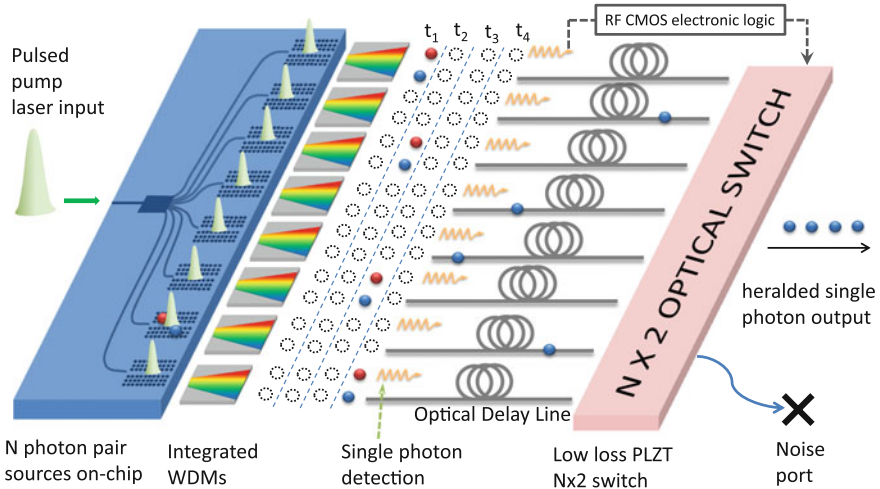 RF CMOS electronic logic
t1 t2 t3 t4
Pulsed
pump
laser input
N X 2 OPTICAL SWITCH
heralded single
photon output
Optical Delay Line
N photon pair
sources on-chip
Integrated
WDMs
Single photon
detection
Low loss PLZT
Nx2 switch
Noise
port